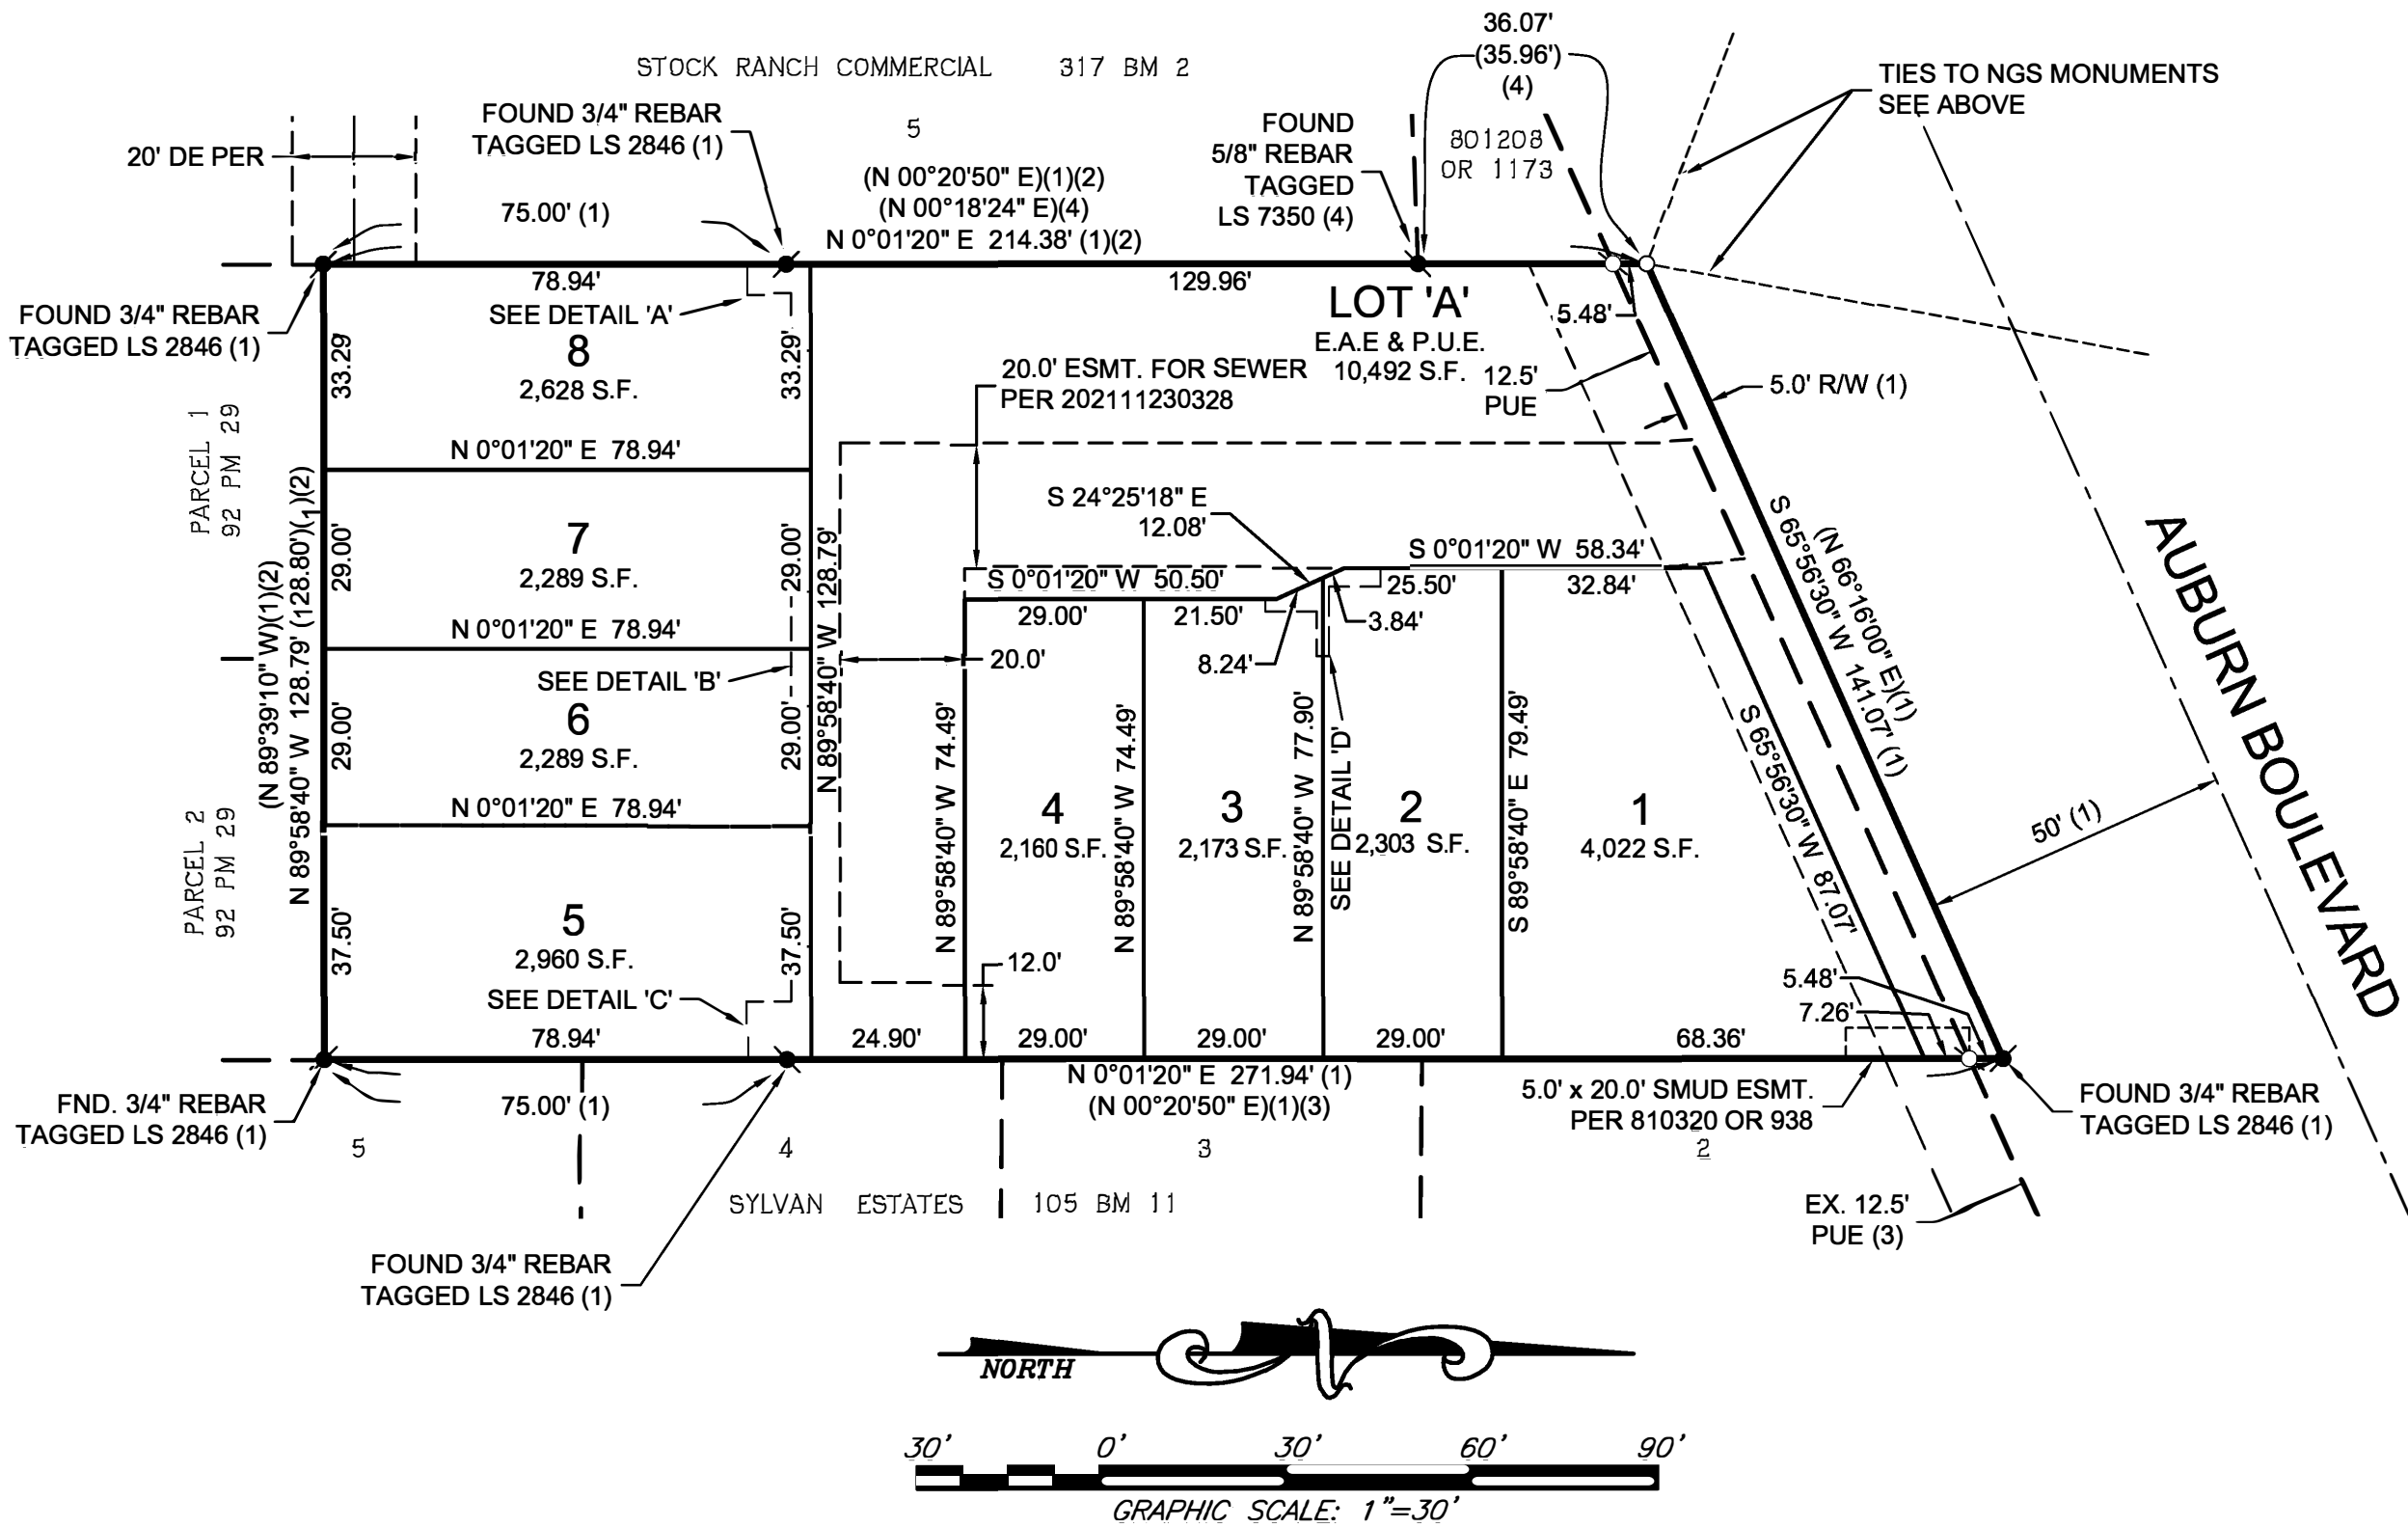 36.07'
(35.96')
(4)
STOCK RANCH COMMERCIAL 317 BM 2
TIES TO NGS MONUMENTS
SEE ABOVE
FOUND 3/4" REBAR
TAGGED LS 2846 (1)
5
FOUND
5/8" REBAR
TAGGED
LS 7350 (4)
801208
OR 1173
20' DE PER
(N 00°20'50" E)(1)(2)
(N 00°18'24" E)(4)
N 0°01'20" E 214.38' (1)(2)
75.00' (1)
78.94'
129.96'
LOT 'A'
E.A.E & P.U.E.
10,492 S.F.
5.48'
FOUND 3/4" REBAR
TAGGED LS 2846 (1)
SEE DETAIL 'A'
8
2,628 S.F.
33.29'
33.29'
20.0' ESMT. FOR SEWER
PER 202111230328
12.5'
PUE
5.0' R/W (1)
N 0°01'20" E 78.94'
PARCEL 1
92 PM 29
(N 89°39'10" W)(1)(2)
N 89°58'40" W 128.79' (128.80')(1)(2)
S 24°25'18" E
12.08'
7
2,289 S.F.
29.00'
29.00'
N 89°58'40" W 128.79'
S 0°01'20" W 50.50'
S 0°01'20" W 58.34'
29.00'
21.50'
25.50'
32.84'
3.84'
8.24'
20.0'
(N 66°16'00" E)(1)
S 65°56'30" W 141.07' (1)
AUBURN BOULEVARD
N 0°01'20" E 78.94'
SEE DETAIL 'B'
6
2,289 S.F.
29.00'
29.00'
N 0°01'20" E 78.94'
PARCEL 2
92 PM 29
N 89°58'40" W 74.49'
4
2,160 S.F.
N 89°58'40" W 74.49'
3
2,173 S.F.
N 89°58'40" W 77.90'
SEE DETAIL 'D'
2
2,303 S.F.
S 89°58'40" E 79.49'
1
4,022 S.F.
S 65°56'30" W 87.07'
50' (1)
5
2,960 S.F.
37.50'
37.50'
SEE DETAIL 'C'
12.0'
5.48'
7.26'
78.94'
24.90'
29.00'
29.00'
29.00'
68.36'
N 0°01'20" E 271.94' (1)
(N 00°20'50" E)(1)(3)
75.00' (1)
FND. 3/4" REBAR
TAGGED LS 2846 (1)
5.0' x 20.0' SMUD ESMT.
PER 810320 OR 938
FOUND 3/4" REBAR
TAGGED LS 2846 (1)
5
4
3
2
SYLVAN ESTATES 105 BM 11
EX. 12.5'
PUE (3)
FOUND 3/4" REBAR
TAGGED LS 2846 (1)
NORTH
30' 0' 30' 60' 90'
GRAPHIC SCALE: 1"=30'